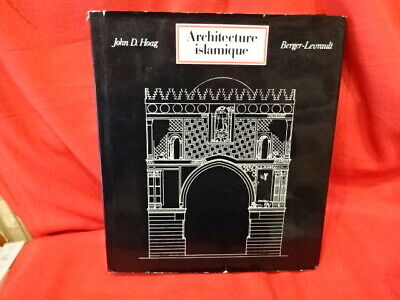 John D. Hoag
Architecture
islamique
Berger-Levrault